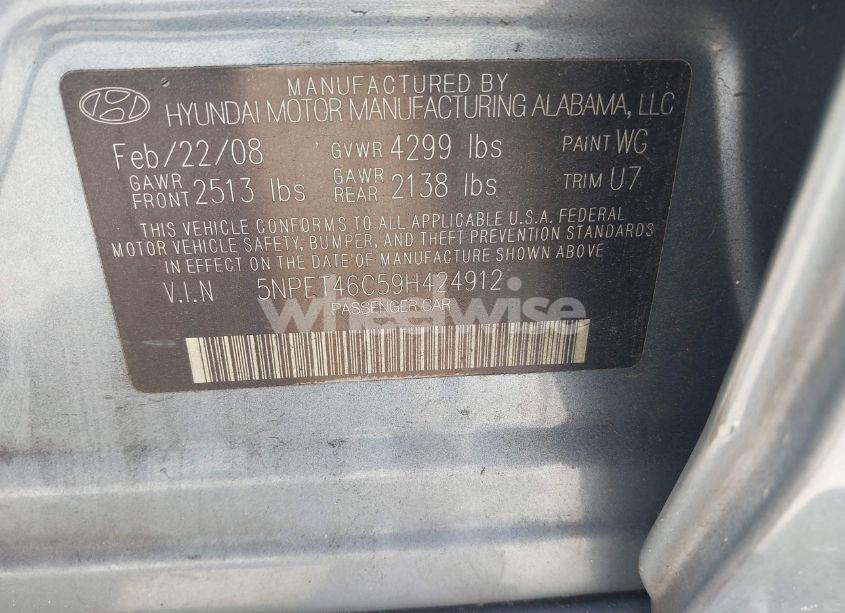 MANUFACTURED BY
HYUNDAI MOTOR MANUFACTURING ALABAMA, LLC
Feb/22/08 GVWR 4299 lbs PAINT WG
GAWR FRONT 2513 lbs GAWR REAR 2138 lbs TRIM U7
THIS VEHICLE CONFORMS TO ALL APPLICABLE U.S.A. FEDERAL
MOTOR VEHICLE SAFETY, BUMPER, AND THEFT PREVENTION STANDARDS
IN EFFECT ON THE DATE OF MANUFACTURE SHOWN ABOVE
V.I.N 5NPET46C59H424912
wheelwise
PASSENGER CAR